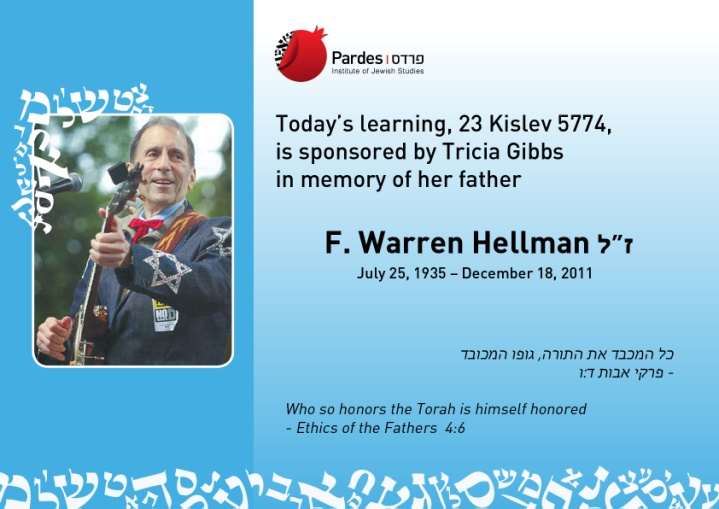 Pardes | פרדס
Institute of Jewish Studies
Today's learning, 23 Kislev 5774,
is sponsored by Tricia Gibbs
in memory of her father
F. Warren Hellman ז״ל
July 25, 1935 – December 18, 2011
כל המכבד את התורה, גופו המכובד
- פרקי אבות ד:ו
Who so honors the Torah is himself honored
- Ethics of the Fathers 4:6
NO